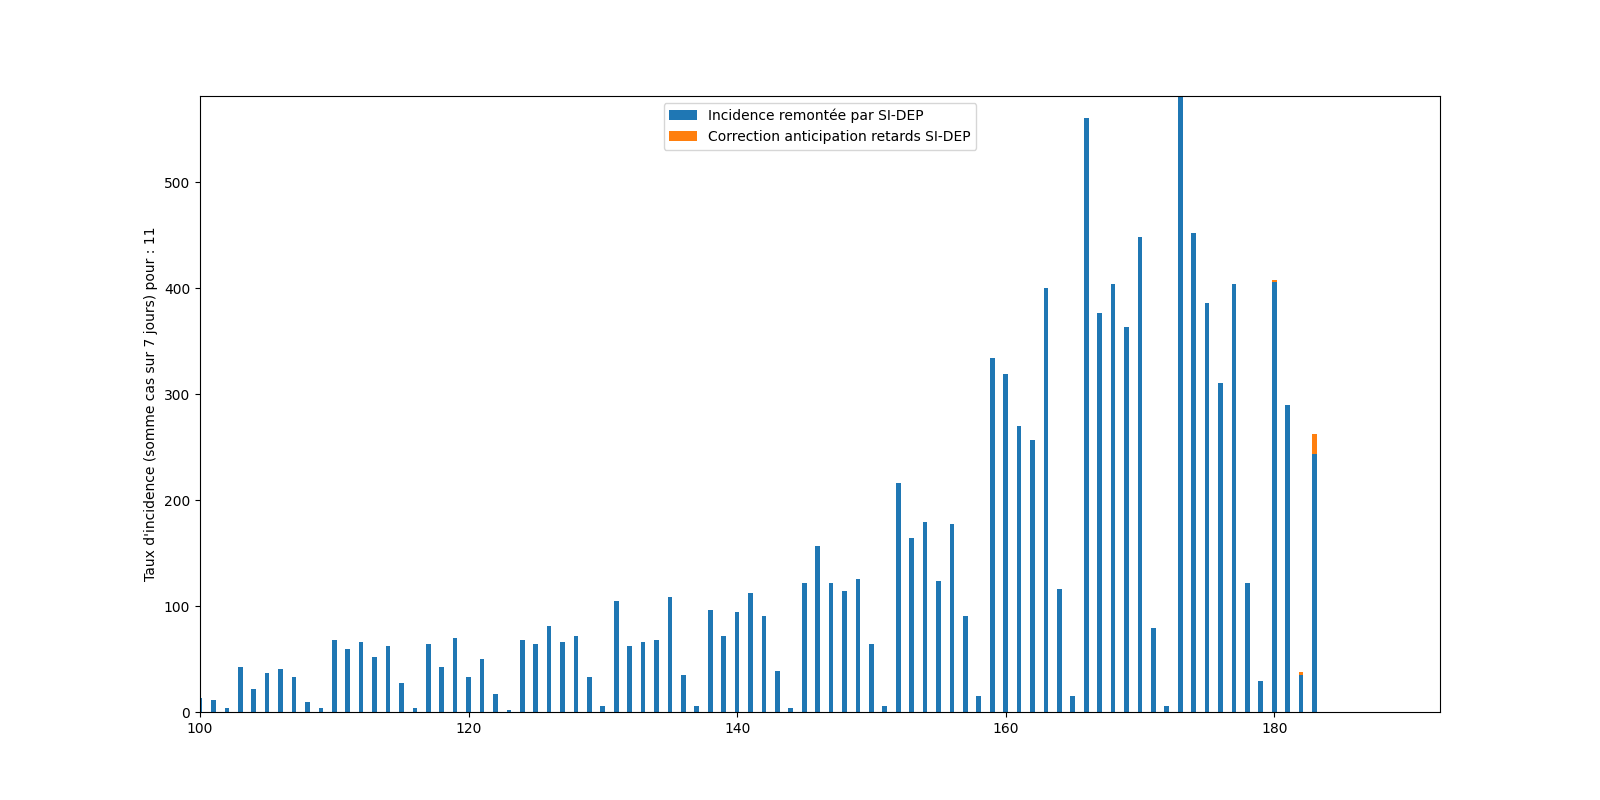 Incidence remontée par SI-DEP
Correction anticipation retards SI-DEP
Taux d'incidence (somme cas sur 7 jours) pour : 11
500
400
300
200
100
0
100 120 140 160 180